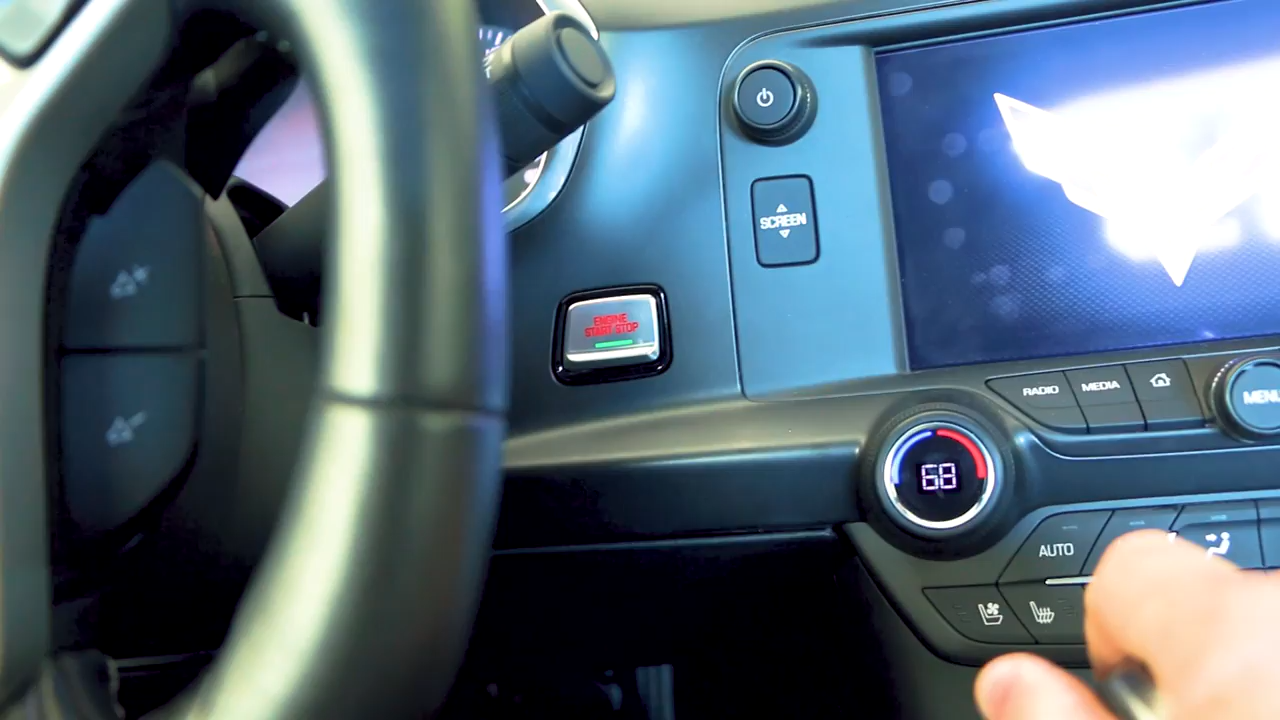 SCREEN
ENGINE
START STOP
RADIO
MEDIA
MENU
68
AUTO